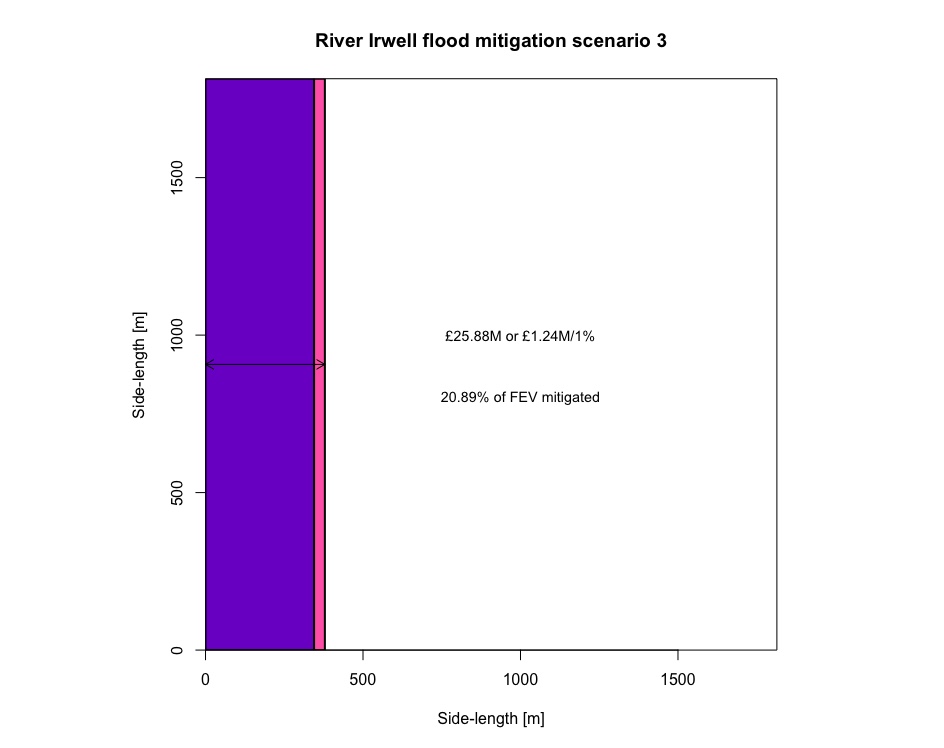 River Irwell flood mitigation scenario 3
Side-length [m]
1500
1000
500
0
£25.88M or £1.24M/1%
20.89% of FEV mitigated
0 500 1000 1500
Side-length [m]